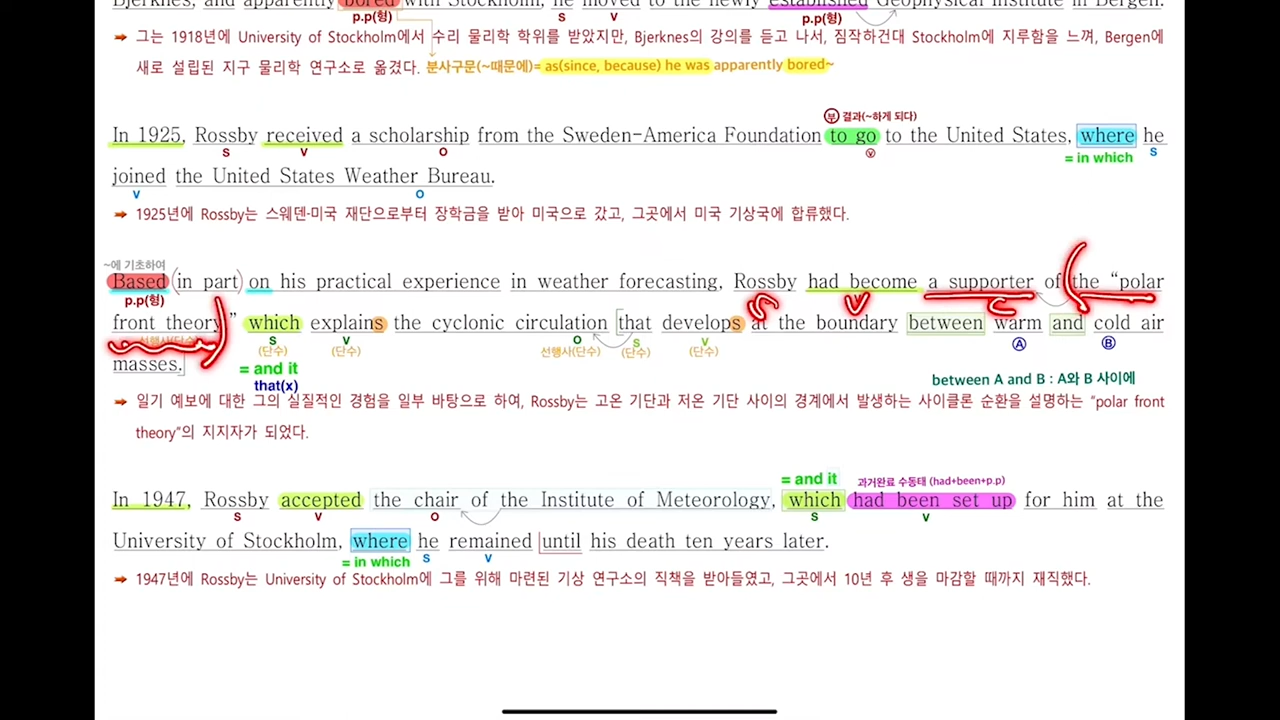 Bjerknes, and apparently bored with Stockholm, he moved to the newly established Geophysical Institute in Bergen.
p.p(형) S V p.p(형)
➡ 그는 1918년에 University of Stockholm에서 수리 물리학 학위를 받았지만, Bjerknes의 강의를 듣고 나서, 짐작하건대 Stockholm에 지루함을 느껴, Bergen에
새로 설립된 지구 물리학 연구소로 옮겼다. 분사구문(~때문에)= as(since, because) he was apparently bored~
부 결과(~하게 되다)
In 1925, Rossby received a scholarship from the Sweden-America Foundation to go to the United States, where he
S V O V = in which S
joined the United States Weather Bureau.
V O
➡ 1925년에 Rossby는 스웨덴-미국 재단으로부터 장학금을 받아 미국으로 갔고, 그곳에서 미국 기상국에 합류했다.
~에 기초하여
Based (in part) on his practical experience in weather forecasting, Rossby had become a supporter of the “polar
p.p(형) S V C
front theory” which explains the cyclonic circulation [that develops at the boundary between warm and cold air
선행사(단수) S V O S V A B
(단수) (단수) 선행사(단수) (단수) (단수)
masses.]
= and it
that(x) between A and B : A와 B 사이에
➡ 일기 예보에 대한 그의 실질적인 경험을 일부 바탕으로 하여, Rossby는 고온 기단과 저온 기단 사이의 경계에서 발생하는 사이클론 순환을 설명하는 “polar front
theory”의 지지자가 되었다.
= and it 과거완료 수동태 (had+been+p.p)
In 1947, Rossby accepted the chair of the Institute of Meteorology, which had been set up for him at the
S V O S V
University of Stockholm, where he remained until his death ten years later.
= in which S V
➡ 1947년에 Rossby는 University of Stockholm에 그를 위해 마련된 기상 연구소의 직책을 받아들였고, 그곳에서 10년 후 생을 마감할 때까지 재직했다.